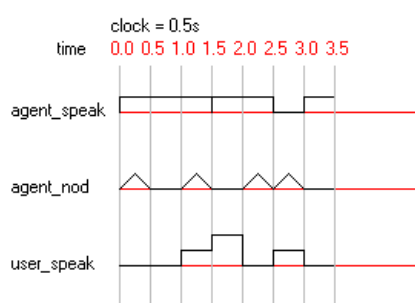 clock = 0.5s
time 0.0 0.5 1.0 1.5 2.0 2.5 3.0 3.5
agent_speak
agent_nod
user_speak